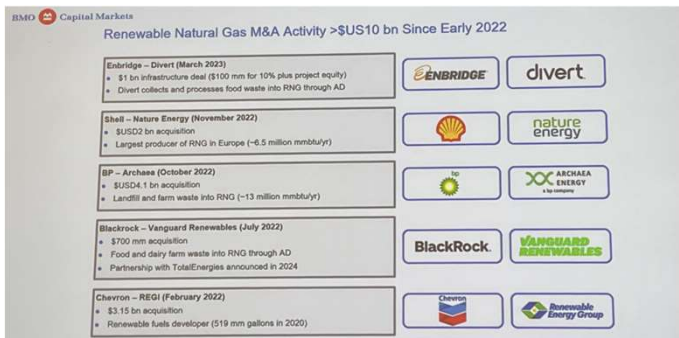 BMO Capital Markets
Renewable Natural Gas M&A Activity >$US10 bn Since Early 2022
Enbridge – Divert (March 2023)
• $1 bn infrastructure deal ($100 mm for 10% plus project equity)
• Divert collects and processes food waste into RNG through AD
ENBRIDGE
divert
Shell – Nature Energy (November 2022)
• $USD2 bn acquisition
• Largest producer of RNG in Europe (~6.5 million mmbtu/yr)
nature
energy
BP – Archaea (October 2022)
• $USD4.1 bn acquisition
• Landfill and farm waste into RNG (~13 million mmbtu/yr)
bp
ARCHAEA
ENERGY
a bp company
Blackrock – Vanguard Renewables (July 2022)
• $700 mm acquisition
• Food and dairy farm waste into RNG through AD
• Partnership with TotalEnergies announced in 2024
BlackRock.
VANGUARD
RENEWABLES
Chevron – REGI (February 2022)
• $3.15 bn acquisition
• Renewable fuels developer (519 mm gallons in 2020)
Chevron
Renewable
Energy Group